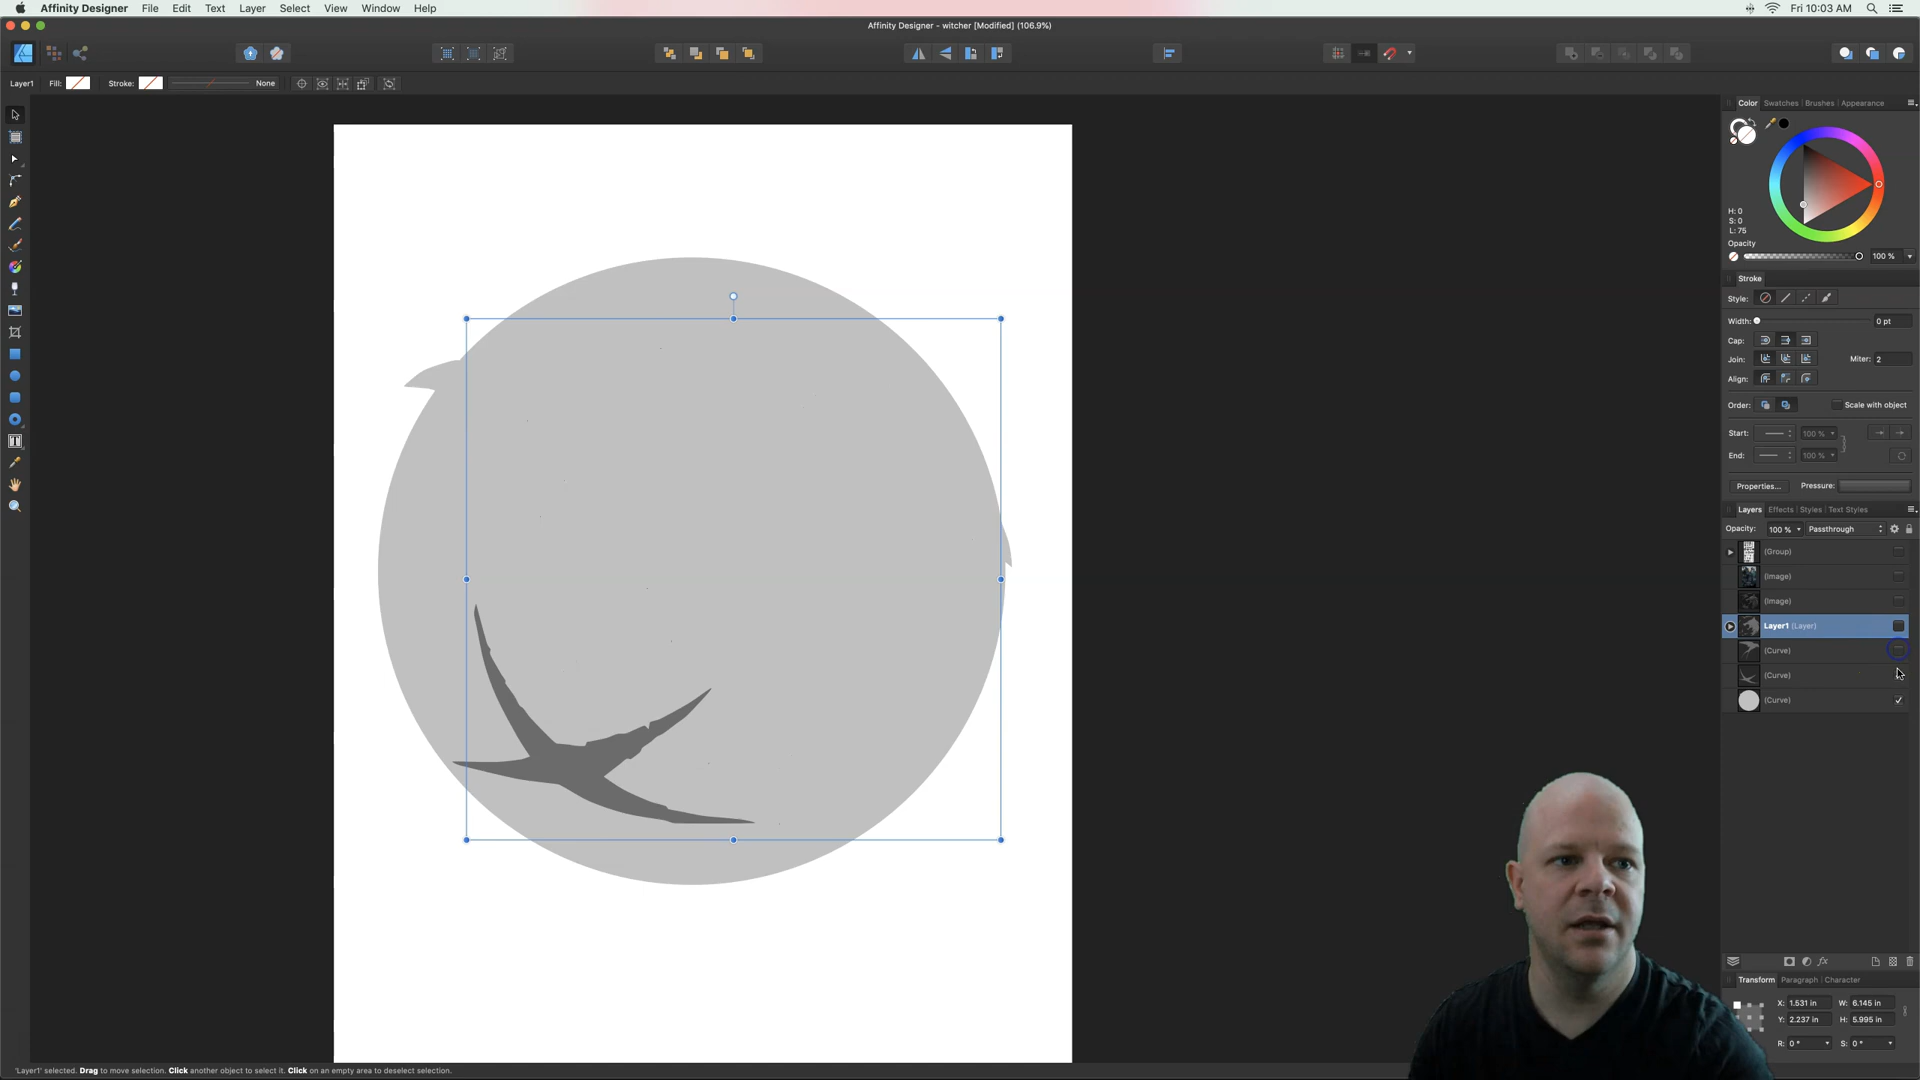 Affinity Designer File Edit Text Layer Select View Window Help
Fri 10:03 AM
Affinity Designer - witcher [Modified] (106.9%)
Layer1 Fill: Stroke: None
Color Swatches Brushes Appearance
H: 0
S: 0
L: 75
Opacity
100 %
Stroke
Style:
Width: 0 pt
Cap:
Join: Miter: 2
Align:
Order: Scale with object
Start: 100 %
End: 100 %
Properties... Pressure:
Layers Effects Styles Text Styles
Opacity: 100 % Passthrough
(Group)
(Image)
(Image)
Layer1 (Layer)
(Curve)
(Curve)
(Curve)
fx
Transform Paragraph Character
X: 1.531 in W: 6.145 in
Y: 2.237 in H: 5.995 in
R: 0 ° S: 0 °
'Layer1' selected. Drag to move selection. Click another object to select it. Click on an empty area to deselect selection.